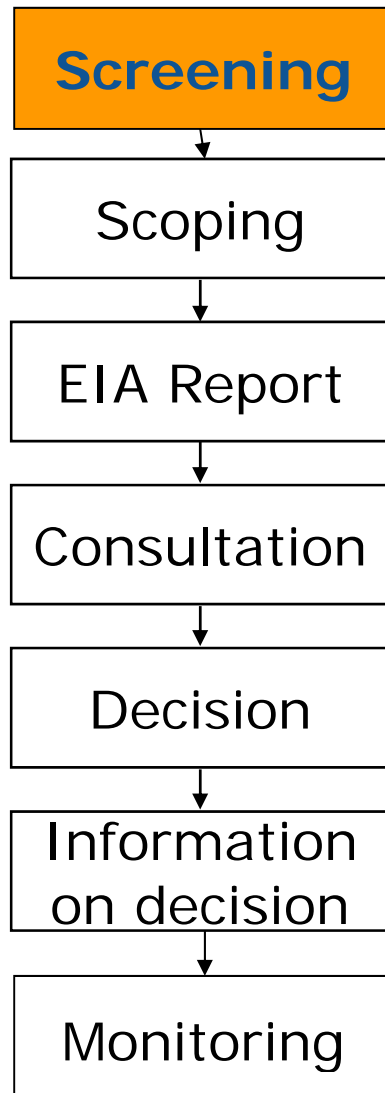 Screening
Scoping
EIA Report
Consultation
Decision
Information
on decision
Monitoring